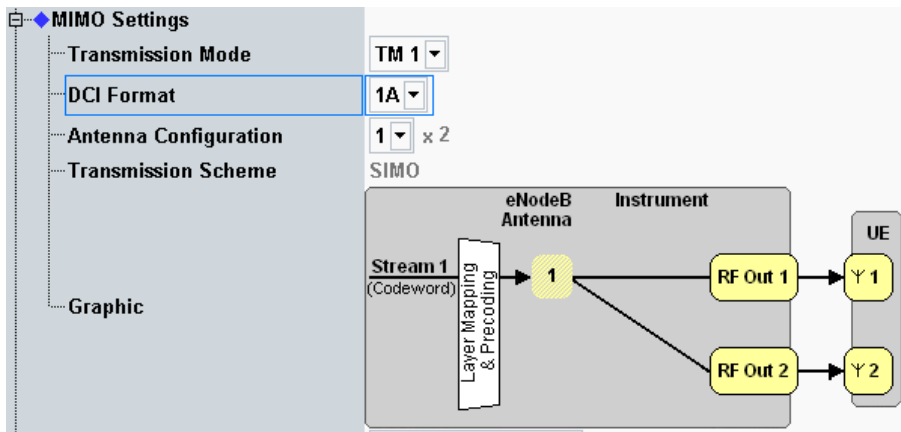 MIMO Settings
Transmission Mode TM 1
DCI Format 1A
Antenna Configuration 1 x 2
Transmission Scheme SIMO
Graphic
eNodeB Antenna
Instrument
UE
Stream 1
(Codeword)
Layer Mapping
& Precoding
1
RF Out 1
1
RF Out 2
2